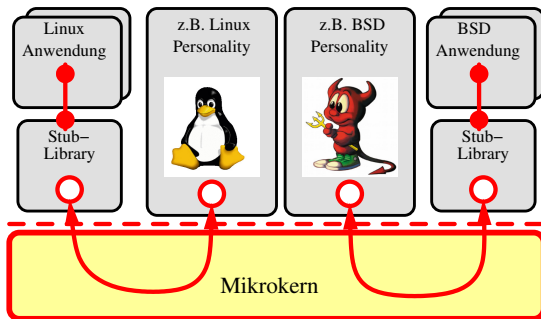 Linux
Anwendung
z.B. Linux
Personality
z.B. BSD
Personality
BSD
Anwendung
Stub–
Library
Stub–
Library
Mikrokern